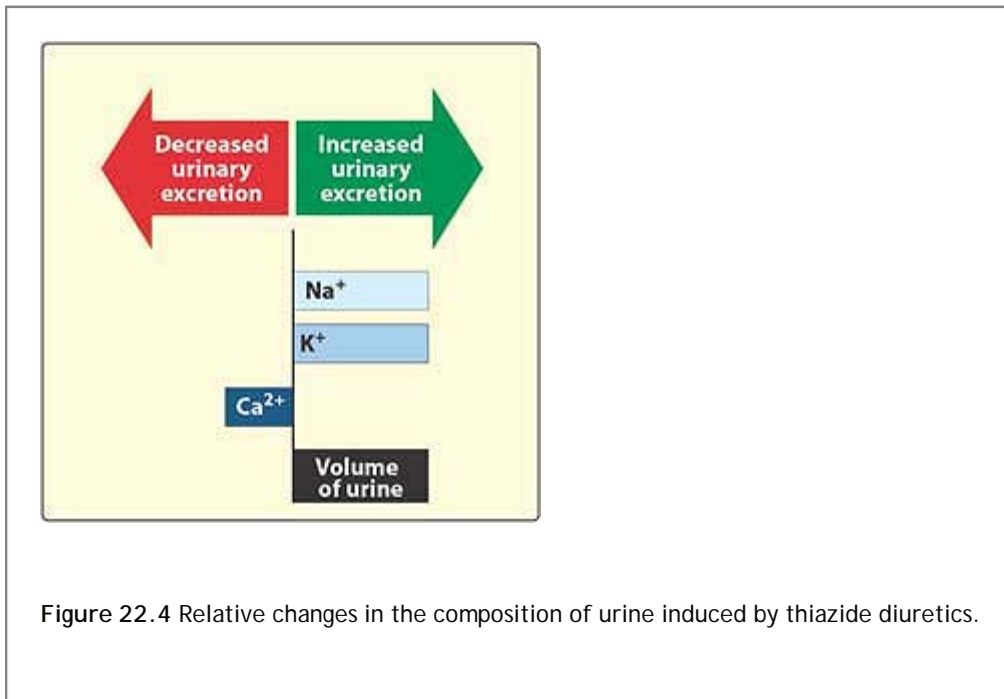 Decreased
urinary
excretion
Increased
urinary
excretion
Na⁺
K⁺
Ca²⁺
Volume
of urine
Figure 22.4 Relative changes in the composition of urine induced by thiazide diuretics.